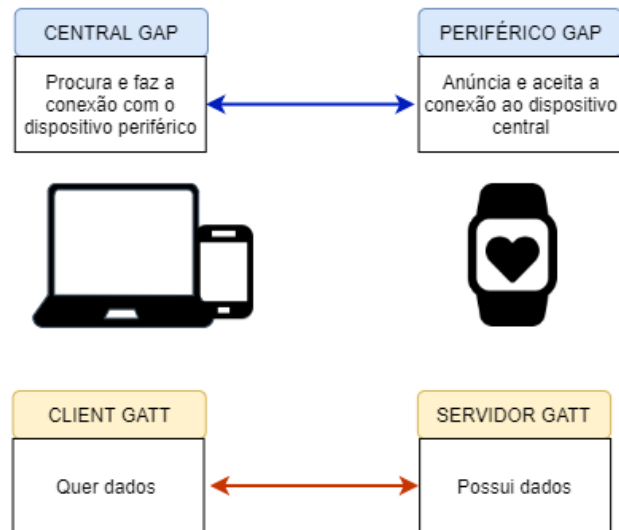 CENTRAL GAP
Procura e faz a
conexão com o
dispositivo periférico
PERIFÉRICO GAP
Anúncia e aceita a
conexão ao dispositivo
central
CLIENT GATT
Quer dados
SERVIDOR GATT
Possui dados